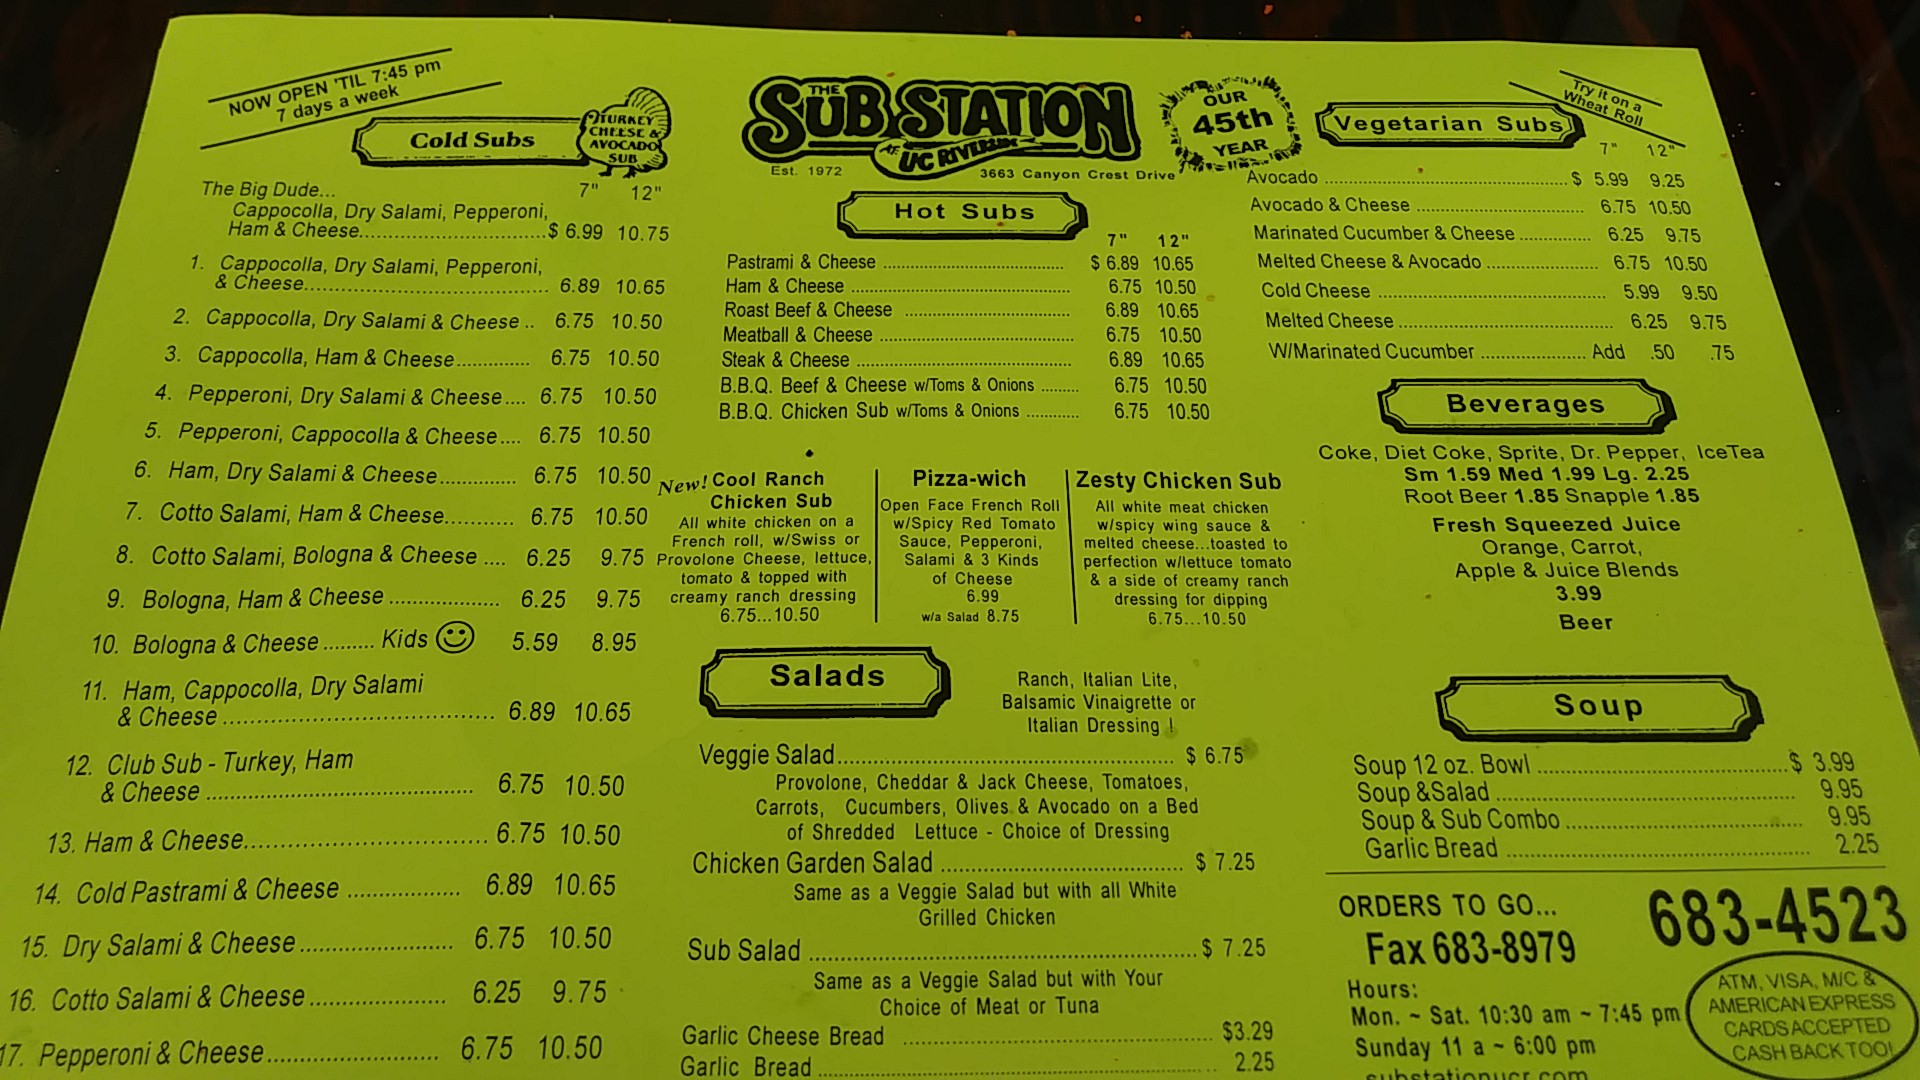 NOW OPEN 'TIL 7:45 pm
7 days a week
Cold Subs
TURKEY
CHEESE &
AVOCADO
SUB
7" 12"
The Big Dude...
Cappocolla, Dry Salami, Pepperoni,
Ham & Cheese..............................$ 6.99 10.75
1. Cappocolla, Dry Salami, Pepperoni,
& Cheese....................................... 6.89 10.65
2. Cappocolla, Dry Salami & Cheese .. 6.75 10.50
3. Cappocolla, Ham & Cheese............. 6.75 10.50
4. Pepperoni, Dry Salami & Cheese.... 6.75 10.50
5. Pepperoni, Cappocolla & Cheese.... 6.75 10.50
6. Ham, Dry Salami & Cheese............. 6.75 10.50
7. Cotto Salami, Ham & Cheese........... 6.75 10.50
8. Cotto Salami, Bologna & Cheese .... 6.25 9.75
9. Bologna, Ham & Cheese ................... 6.25 9.75
10. Bologna & Cheese ......... Kids 5.59 8.95
11. Ham, Cappocolla, Dry Salami
& Cheese .......................................... 6.89 10.65
12. Club Sub - Turkey, Ham
& Cheese .......................................... 6.75 10.50
13. Ham & Cheese..................................... 6.75 10.50
14. Cold Pastrami & Cheese ................. 6.89 10.65
15. Dry Salami & Cheese ....................... 6.75 10.50
16. Cotto Salami & Cheese .................... 6.25 9.75
17. Pepperoni & Cheese......................... 6.75 10.50
THE
SUB STATION
AT UC RIVERSIDE
Est. 1972
3663 Canyon Crest Drive
OUR
45th
YEAR
Hot Subs
7" 12"
Pastrami & Cheese .................................. $ 6.89 10.65
Ham & Cheese ......................................... 6.75 10.50
Roast Beef & Cheese ............................... 6.89 10.65
Meatball & Cheese ................................... 6.75 10.50
Steak & Cheese ........................................ 6.89 10.65
B.B.Q. Beef & Cheese w/Toms & Onions ......... 6.75 10.50
B.B.Q. Chicken Sub w/Toms & Onions ............ 6.75 10.50
New! Cool Ranch
Chicken Sub
All white chicken on a
French roll, w/Swiss or
Provolone Cheese, lettuce,
tomato & topped with
creamy ranch dressing
6.75...10.50
Pizza-wich
Open Face French Roll
w/Spicy Red Tomato
Sauce, Pepperoni,
Salami & 3 Kinds
of Cheese
6.99
w/a Salad 8.75
Zesty Chicken Sub
All white meat chicken
w/spicy wing sauce &
melted cheese...toasted to
perfection w/lettuce tomato
& a side of creamy ranch
dressing for dipping
6.75...10.50
Salads
Ranch, Italian Lite,
Balsamic Vinaigrette or
Italian Dressing !
Veggie Salad.................................................. $ 6.75
Provolone, Cheddar & Jack Cheese, Tomatoes,
Carrots, Cucumbers, Olives & Avocado on a Bed
of Shredded Lettuce - Choice of Dressing
Chicken Garden Salad .................................... $ 7.25
Same as a Veggie Salad but with all White
Grilled Chicken
Sub Salad ......................................................... $ 7.25
Same as a Veggie Salad but with Your
Choice of Meat or Tuna
Garlic Cheese Bread .............................................. $3.29
Garlic Bread .......................................................... 2.25
Try it on a
Wheat Roll
Vegetarian Subs
7" 12"
Avocado ............................................. $ 5.99 9.25
Avocado & Cheese ............................... 6.75 10.50
Marinated Cucumber & Cheese ............. 6.25 9.75
Melted Cheese & Avocado .................... 6.75 10.50
Cold Cheese ......................................... 5.99 9.50
Melted Cheese....................................... 6.25 9.75
W/Marinated Cucumber ................... Add .50 .75
Beverages
Coke, Diet Coke, Sprite, Dr. Pepper, IceTea
Sm 1.59 Med 1.99 Lg. 2.25
Root Beer 1.85 Snapple 1.85
Fresh Squeezed Juice
Orange, Carrot,
Apple & Juice Blends
3.99
Beer
Soup
Soup 12 oz. Bowl .......................................$ 3.99
Soup &Salad ............................................... 9.95
Soup & Sub Combo ..................................... 9.95
Garlic Bread ............................................... 2.25
ORDERS TO GO... 683-4523
Fax 683-8979
Hours:
Mon. ~ Sat. 10:30 am ~ 7:45 pm
Sunday 11 a ~ 6:00 pm
substationucr.com
ATM, VISA, M/C &
AMERICAN EXPRESS
CARDS ACCEPTED
CASH BACK TOO!